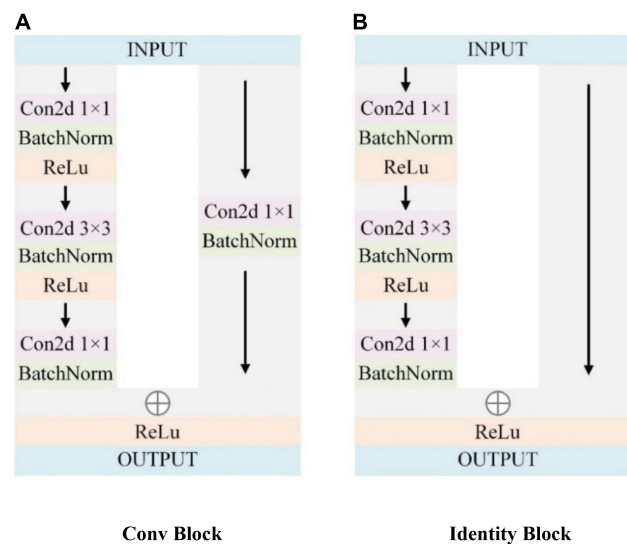 A
INPUT
Con2d 1×1
BatchNorm
ReLu
Con2d 3×3
BatchNorm
ReLu
Con2d 1×1
BatchNorm
Con2d 1×1
BatchNorm
ReLu
OUTPUT
Conv Block
B
INPUT
Con2d 1×1
BatchNorm
ReLu
Con2d 3×3
BatchNorm
ReLu
Con2d 1×1
BatchNorm
ReLu
OUTPUT
Identity Block